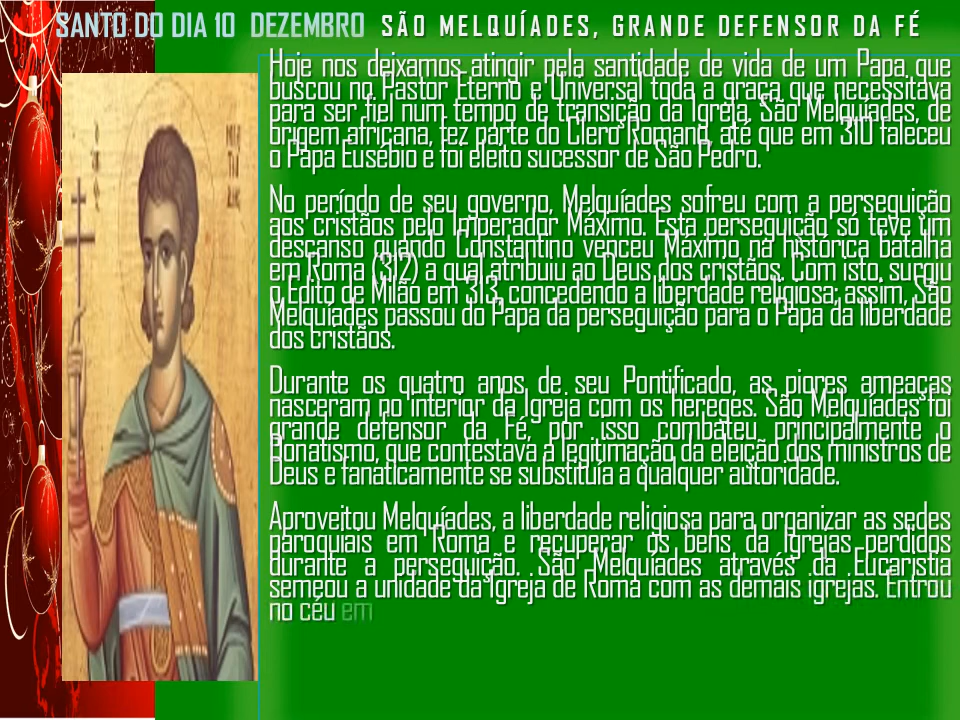 SANTO DO DIA 10 DEZEMBRO SÃO MELQUÍADES, GRANDE DEFENSOR DA FÉ
Hoje nos deixamos atingir pela santidade de vida de um Papa que
buscou no Pastor Eterno e Universal toda a graça que necessitava
para ser fiel num tempo de transição da Igreja. São Melquíades, de
origem africana, fez parte do Clero Romano, até que em 310 faleceu
o Papa Eusébio e foi eleito sucessor de São Pedro.
No período de seu governo, Melquíades sofreu com a perseguição
aos cristãos pelo Imperador Máximo. Esta perseguição só teve um
descanso quando Constantino venceu Máximo na histórica batalha
em Roma (312) a qual atribuiu ao Deus dos cristãos. Com isto, surgiu
o Edito de Milão em 313, concedendo a liberdade religiosa; assim, São
Melquíades passou do Papa da perseguição para o Papa da liberdade
dos cristãos.
Durante os quatro anos de seu Pontificado, as piores ameaças
nasceram no interior da Igreja com os hereges. São Melquíades foi
grande defensor da Fé, por isso combateu principalmente o
Donatismo, que contestava a legitimação da eleição dos ministros de
Deus e fanaticamente se substituía a qualquer autoridade.
Aproveitou Melquíades, a liberdade religiosa para organizar as sedes
paroquiais em Roma e recuperar os bens da Igrejas perdidos
durante a perseguição. São Melquíades através da Eucaristia
semeou a unidade da Igreja de Roma com as demais igrejas. Entrou
no céu em